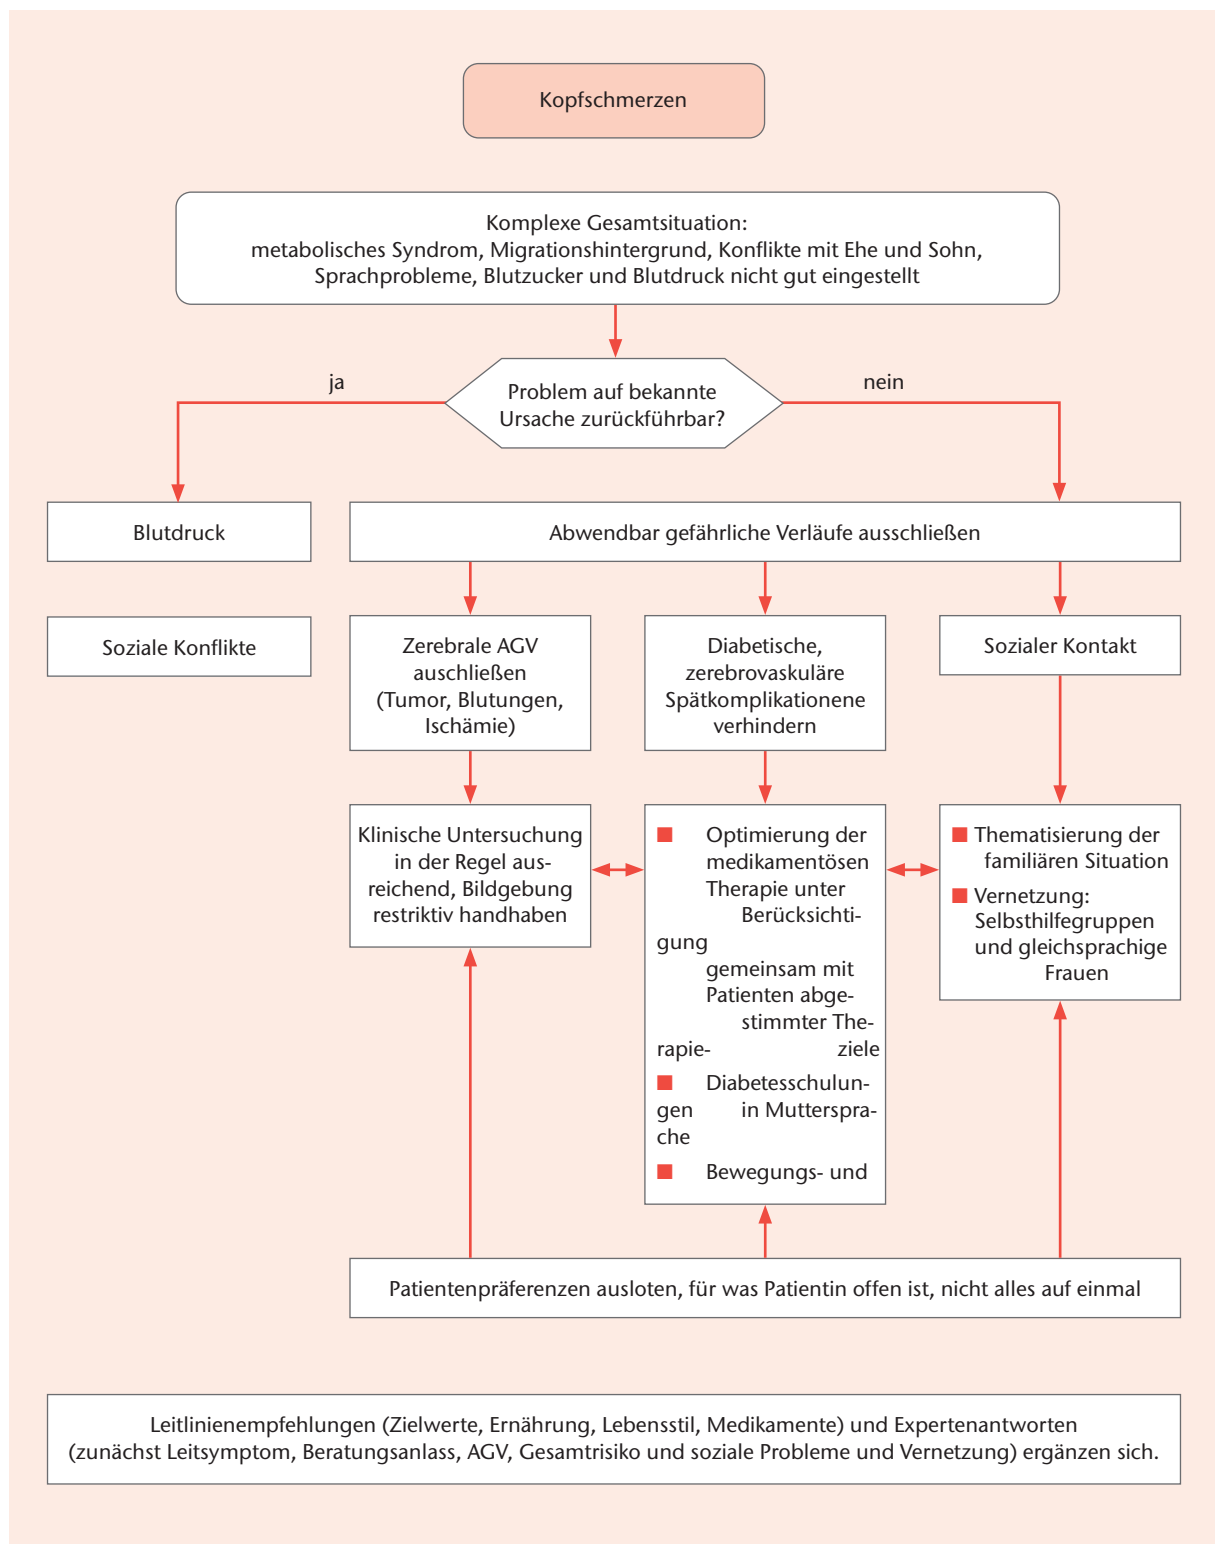 Kopfschmerzen
Komplexe Gesamtsituation:
metabolisches Syndrom, Migrationshintergrund, Konflikte mit Ehe und Sohn,
Sprachprobleme, Blutzucker und Blutdruck nicht gut eingestellt
ja
Problem auf bekannte
Ursache zurückführbar?
nein
Blutdruck
Abwendbar gefährliche Verläufe ausschließen
Soziale Konflikte
Zerebrale AGV
auschließen
(Tumor, Blutungen,
Ischämie)
Diabetische,
zerebrovaskuläre
Spätkomplikationene
verhindern
Sozialer Kontakt
Klinische Untersuchung
in der Regel aus-
reichend, Bildgebung
restriktiv handhaben
Optimierung der
medikamentösen
Therapie unter
Berücksichti-
gung
gemeinsam mit
Patienten abge-
stimmter The-
rapie- ziele
Diabetesschulun-
gen in Mutterspra-
che
Bewegungs- und
Thematisierung der
familiären Situation
Vernetzung:
Selbsthilfegruppen
und gleichsprachige
Frauen
Patientenpräferenzen ausloten, für was Patientin offen ist, nicht alles auf einmal
Leitlinienempfehlungen (Zielwerte, Ernährung, Lebensstil, Medikamente) und Expertenantworten
(zunächst Leitsymptom, Beratungsanlass, AGV, Gesamtrisiko und soziale Probleme und Vernetzung) ergänzen sich.